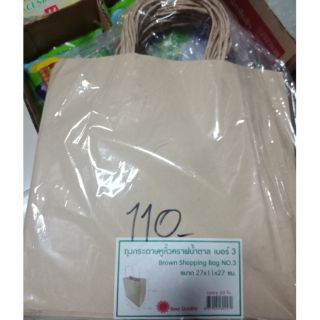 110-
ถุงกระดาษหูหิ้วคราฟน้ำตาล เบอร์ 3
Brown Shopping Bag NO.3
ขนาด 27x11x27 ซม.
Best Quality